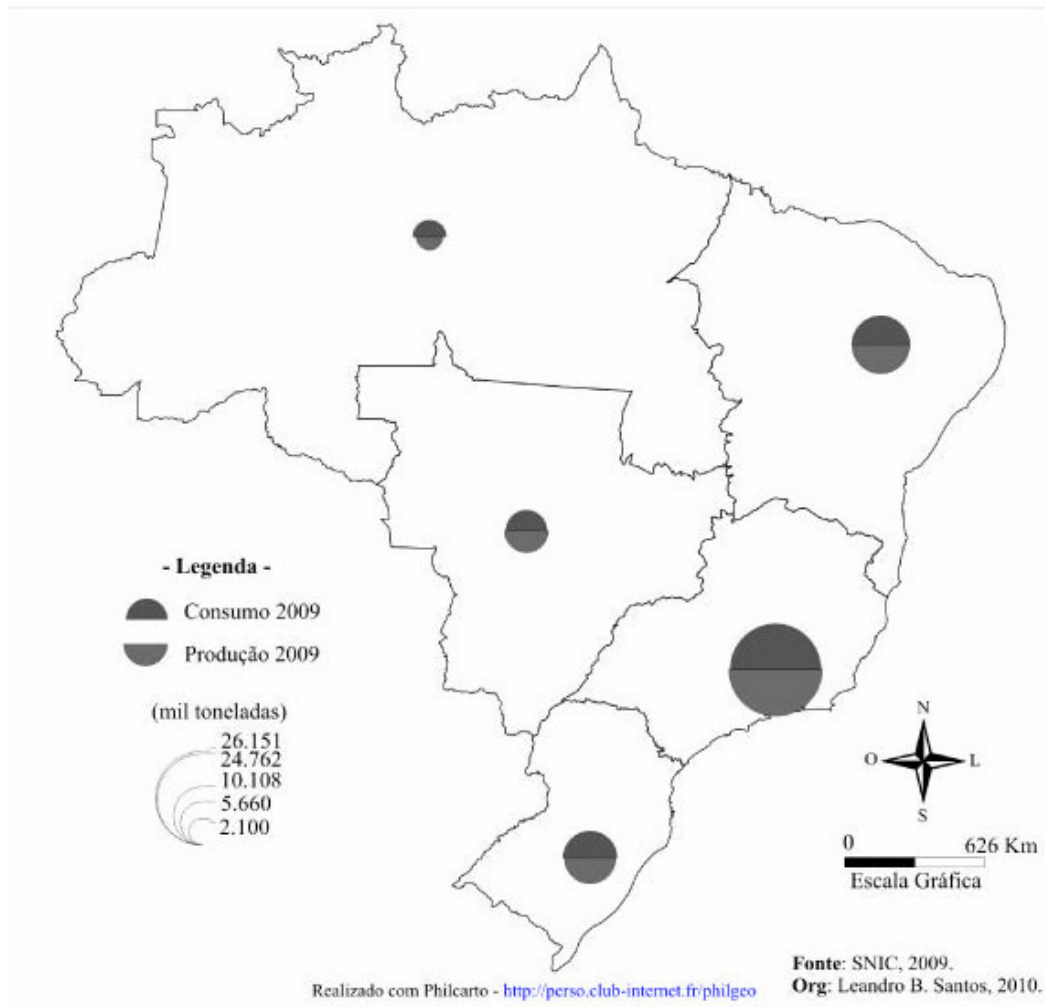 - Legenda -
Consumo 2009
Produção 2009
(mil toneladas)
26.151
24.762
10.108
5.660
2.100
N
O
L
S
0
626 Km
Escala Gráfica
Fonte: SNIC, 2009.
Org: Leandro B. Santos, 2010.
Realizado com Philcarto - http://perso.club-internet.fr/philgeo